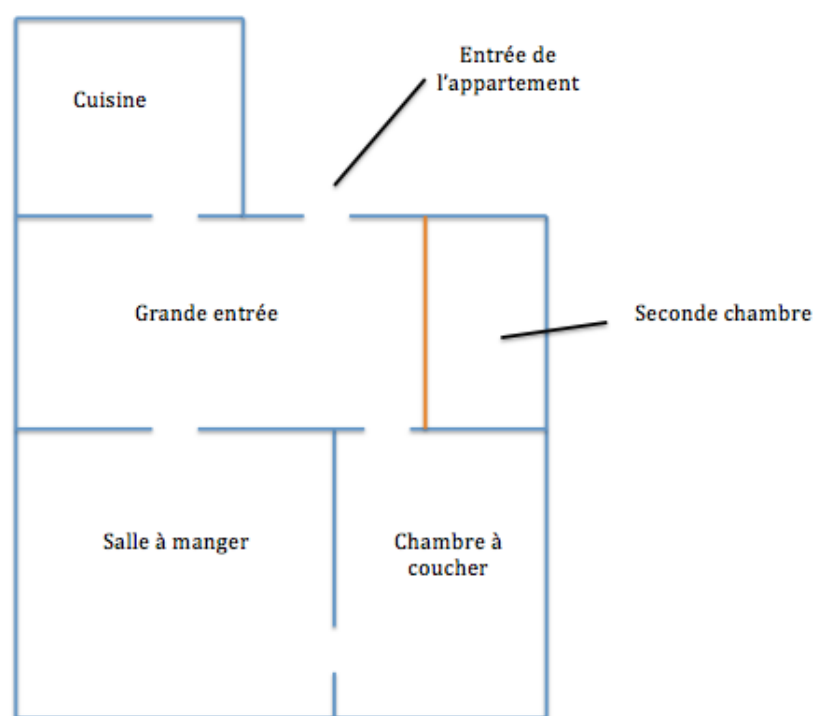 Entrée de
l'appartement
Cuisine
Grande entrée
Seconde chambre
Salle à manger
Chambre à
coucher